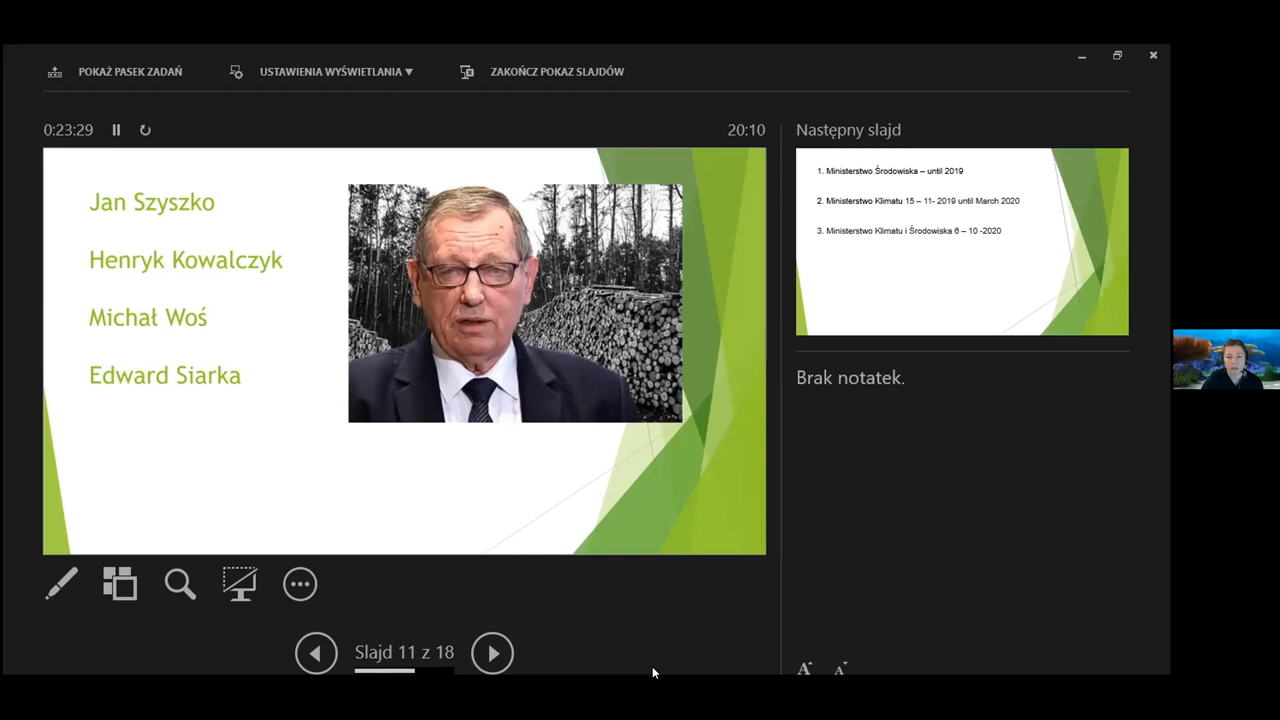 POKAŻ PASEK ZADAŃ
USTAWIENIA WYŚWIETLANIA ▼
ZAKOŃCZ POKAZ SLAJDÓW
0:23:29
20:10
Jan Szyszko
Henryk Kowalczyk
Michał Woś
Edward Siarka
Następny slajd
1. Ministerstwo Środowiska – until 2019
2. Ministerstwo Klimatu 15 – 11- 2019 until March 2020
3. Ministerstwo Klimatu i Środowiska 6 – 10 -2020
Brak notatek.
Slajd 11 z 18
A A